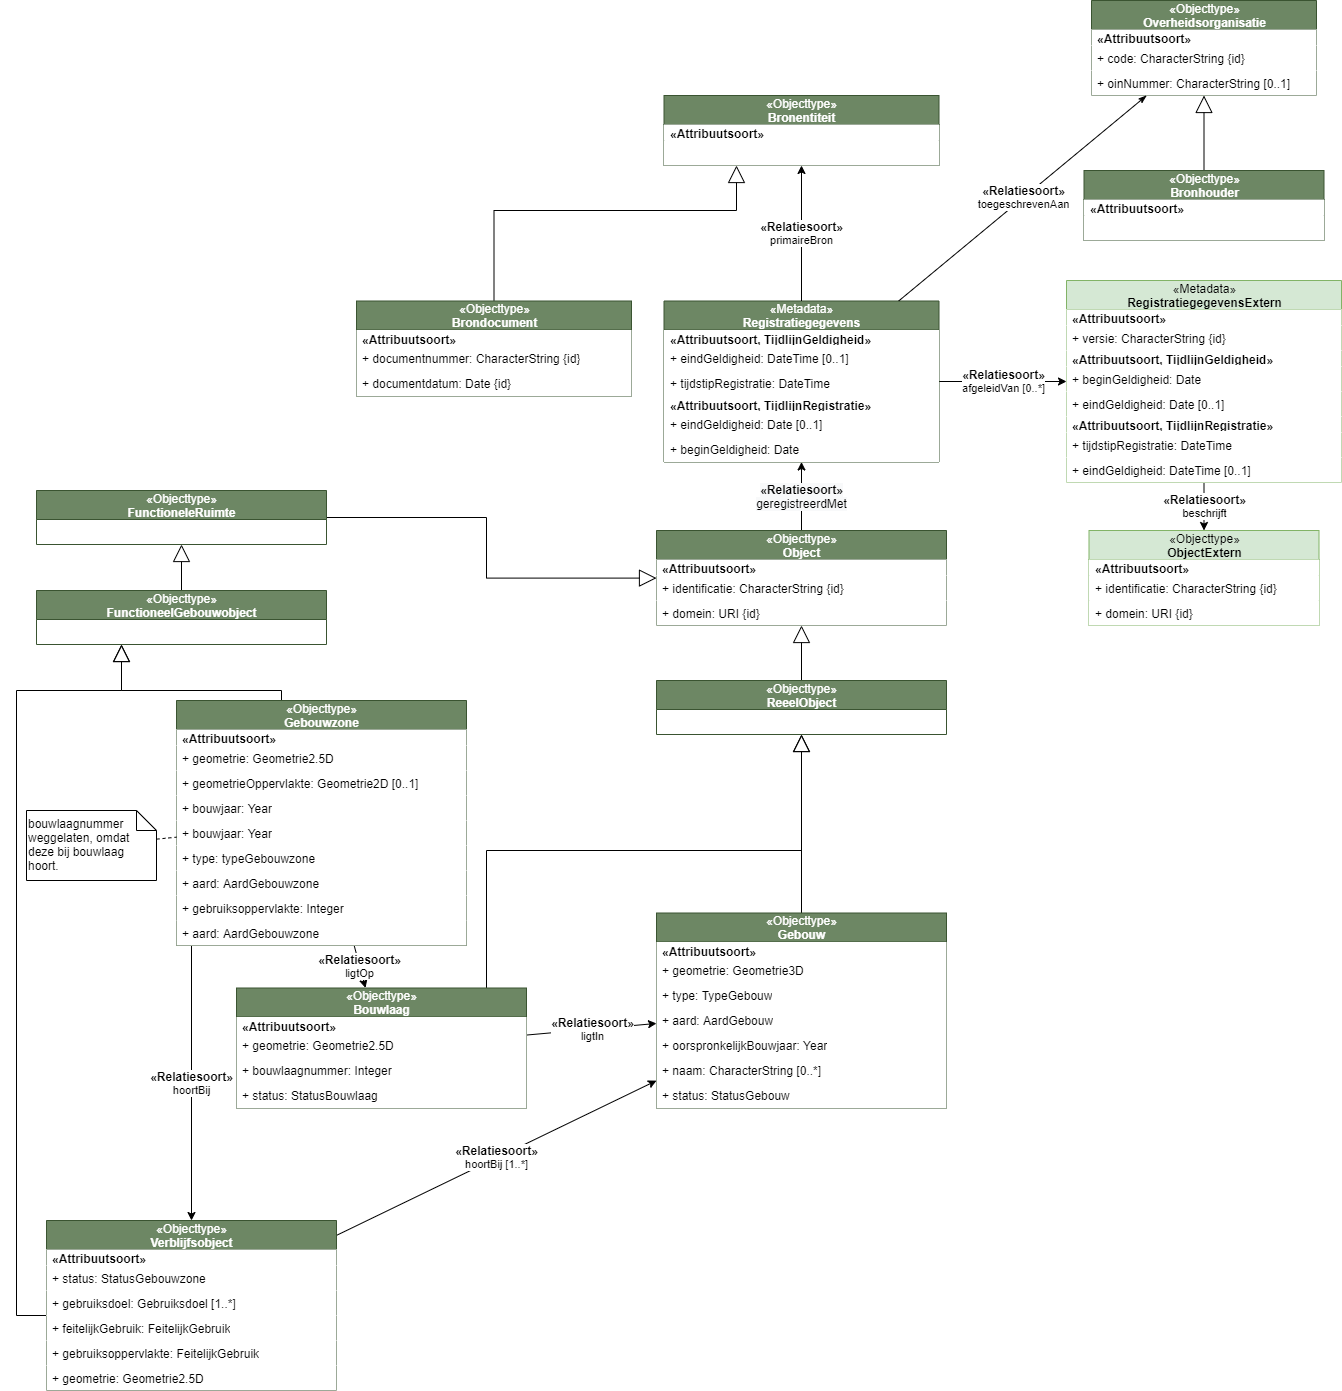 «Objecttype»
Overheidsorganisatie
«Attribuutsoort»
+ code: CharacterString {id}
+ oinNummer: CharacterString [0..1]
«Objecttype»
Bronentiteit
«Attribuutsoort»
«Objecttype»
Bronhouder
«Attribuutsoort»
«Relatiesoort»
toegeschrevenAan
«Relatiesoort»
primaireBron
«Objecttype»
Brondocument
«Attribuutsoort»
+ documentnummer: CharacterString {id}
+ documentdatum: Date {id}
«Metadata»
Registratiegegevens
«Attribuutsoort, TijdlijnGeldigheid»
+ eindGeldigheid: DateTime [0..1]
+ tijdstipRegistratie: DateTime
«Attribuutsoort, TijdlijnRegistratie»
+ eindGeldigheid: Date [0..1]
+ beginGeldigheid: Date
«Relatiesoort»
afgeleidVan [0..*]
«Metadata»
RegistratiegegevensExtern
«Attribuutsoort»
+ versie: CharacterString {id}
«Attribuutsoort, TijdlijnGeldigheid»
+ beginGeldigheid: Date
+ eindGeldigheid: Date [0..1]
«Attribuutsoort, TijdlijnRegistratie»
+ tijdstipRegistratie: DateTime
+ eindGeldigheid: DateTime [0..1]
«Relatiesoort»
beschrijft
«Objecttype»
ObjectExtern
«Attribuutsoort»
+ identificatie: CharacterString {id}
+ domein: URI {id}
«Relatiesoort»
geregistreerdMet
«Objecttype»
FunctioneleRuimte
«Objecttype»
Object
«Attribuutsoort»
+ identificatie: CharacterString {id}
+ domein: URI {id}
«Objecttype»
FunctioneelGebouwobject
«Objecttype»
ReeelObject
«Objecttype»
Gebouwzone
«Attribuutsoort»
+ geometrie: Geometrie2.5D
+ geometrieOppervlakte: Geometrie2D [0..1]
+ bouwjaar: Year
+ bouwjaar: Year
+ type: typeGebouwzone
+ aard: AardGebouwzone
+ gebruiksoppervlakte: Integer
+ aard: AardGebouwzone
bouwlaagnummer
weggelaten, omdat
deze bij bouwlaag
hoort.
«Relatiesoort»
ligtOp
«Objecttype»
Bouwlaag
«Attribuutsoort»
+ geometrie: Geometrie2.5D
+ bouwlaagnummer: Integer
+ status: StatusBouwlaag
«Relatiesoort»
ligtIn
«Objecttype»
Gebouw
«Attribuutsoort»
+ geometrie: Geometrie3D
+ type: TypeGebouw
+ aard: AardGebouw
+ oorspronkelijkBouwjaar: Year
+ naam: CharacterString [0..*]
+ status: StatusGebouw
«Relatiesoort»
hoortBij
«Relatiesoort»
hoortBij [1..*]
«Objecttype»
Verblijfsobject
«Attribuutsoort»
+ status: StatusGebouwzone
+ gebruiksdoel: Gebruiksdoel [1..*]
+ feitelijkGebruik: FeitelijkGebruik
+ gebruiksoppervlakte: FeitelijkGebruik
+ geometrie: Geometrie2.5D